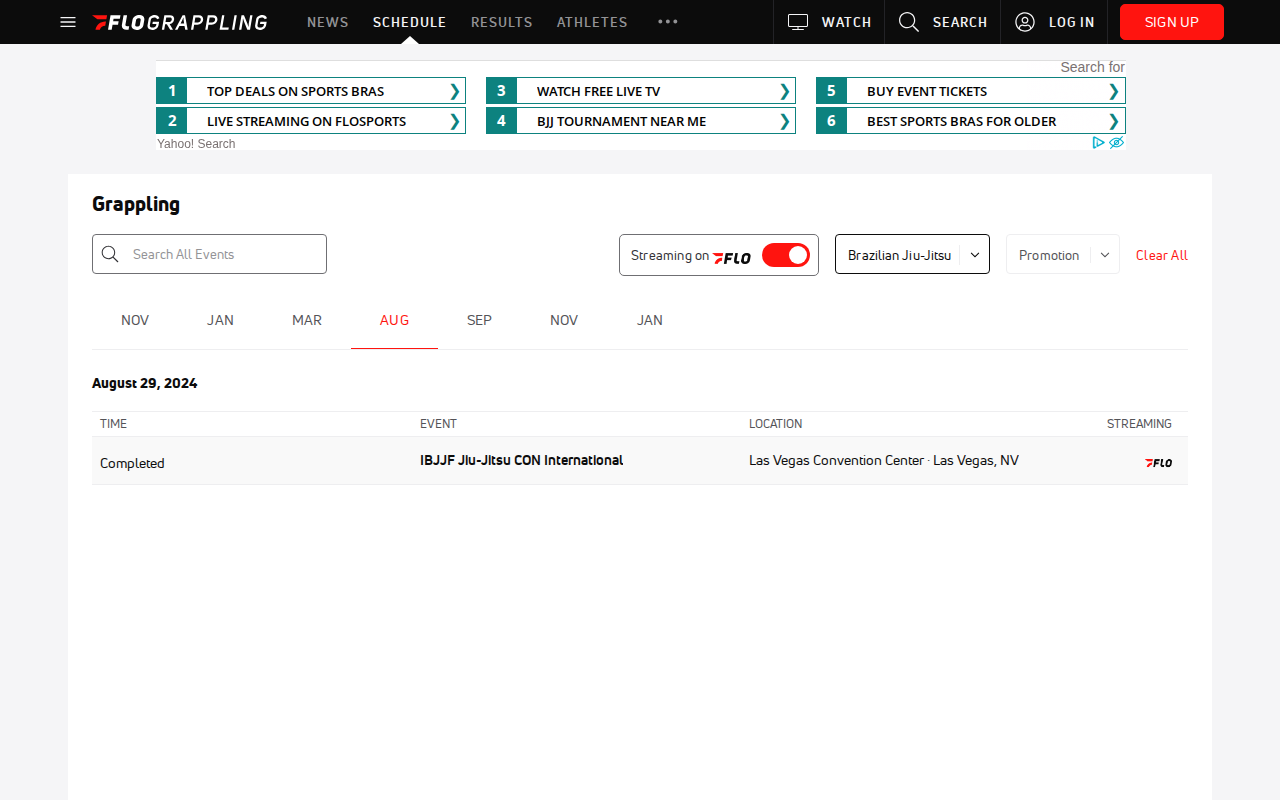 FLOGRAPPLING NEWS SCHEDULE RESULTS ATHLETES WATCH SEARCH LOG IN SIGN UP
Search for
1 TOP DEALS ON SPORTS BRAS
2 LIVE STREAMING ON FLOSPORTS
3 WATCH FREE LIVE TV
4 BJJ TOURNAMENT NEAR ME
5 BUY EVENT TICKETS
6 BEST SPORTS BRAS FOR OLDER
Yahoo! Search
Grappling
Search All Events
Streaming on FLO
Brazilian Jiu-Jitsu
Promotion
Clear All
NOV JAN MAR AUG SEP NOV JAN
August 29, 2024
TIME EVENT LOCATION STREAMING
Completed IBJJF Jiu-Jitsu CON International Las Vegas Convention Center · Las Vegas, NV FLO